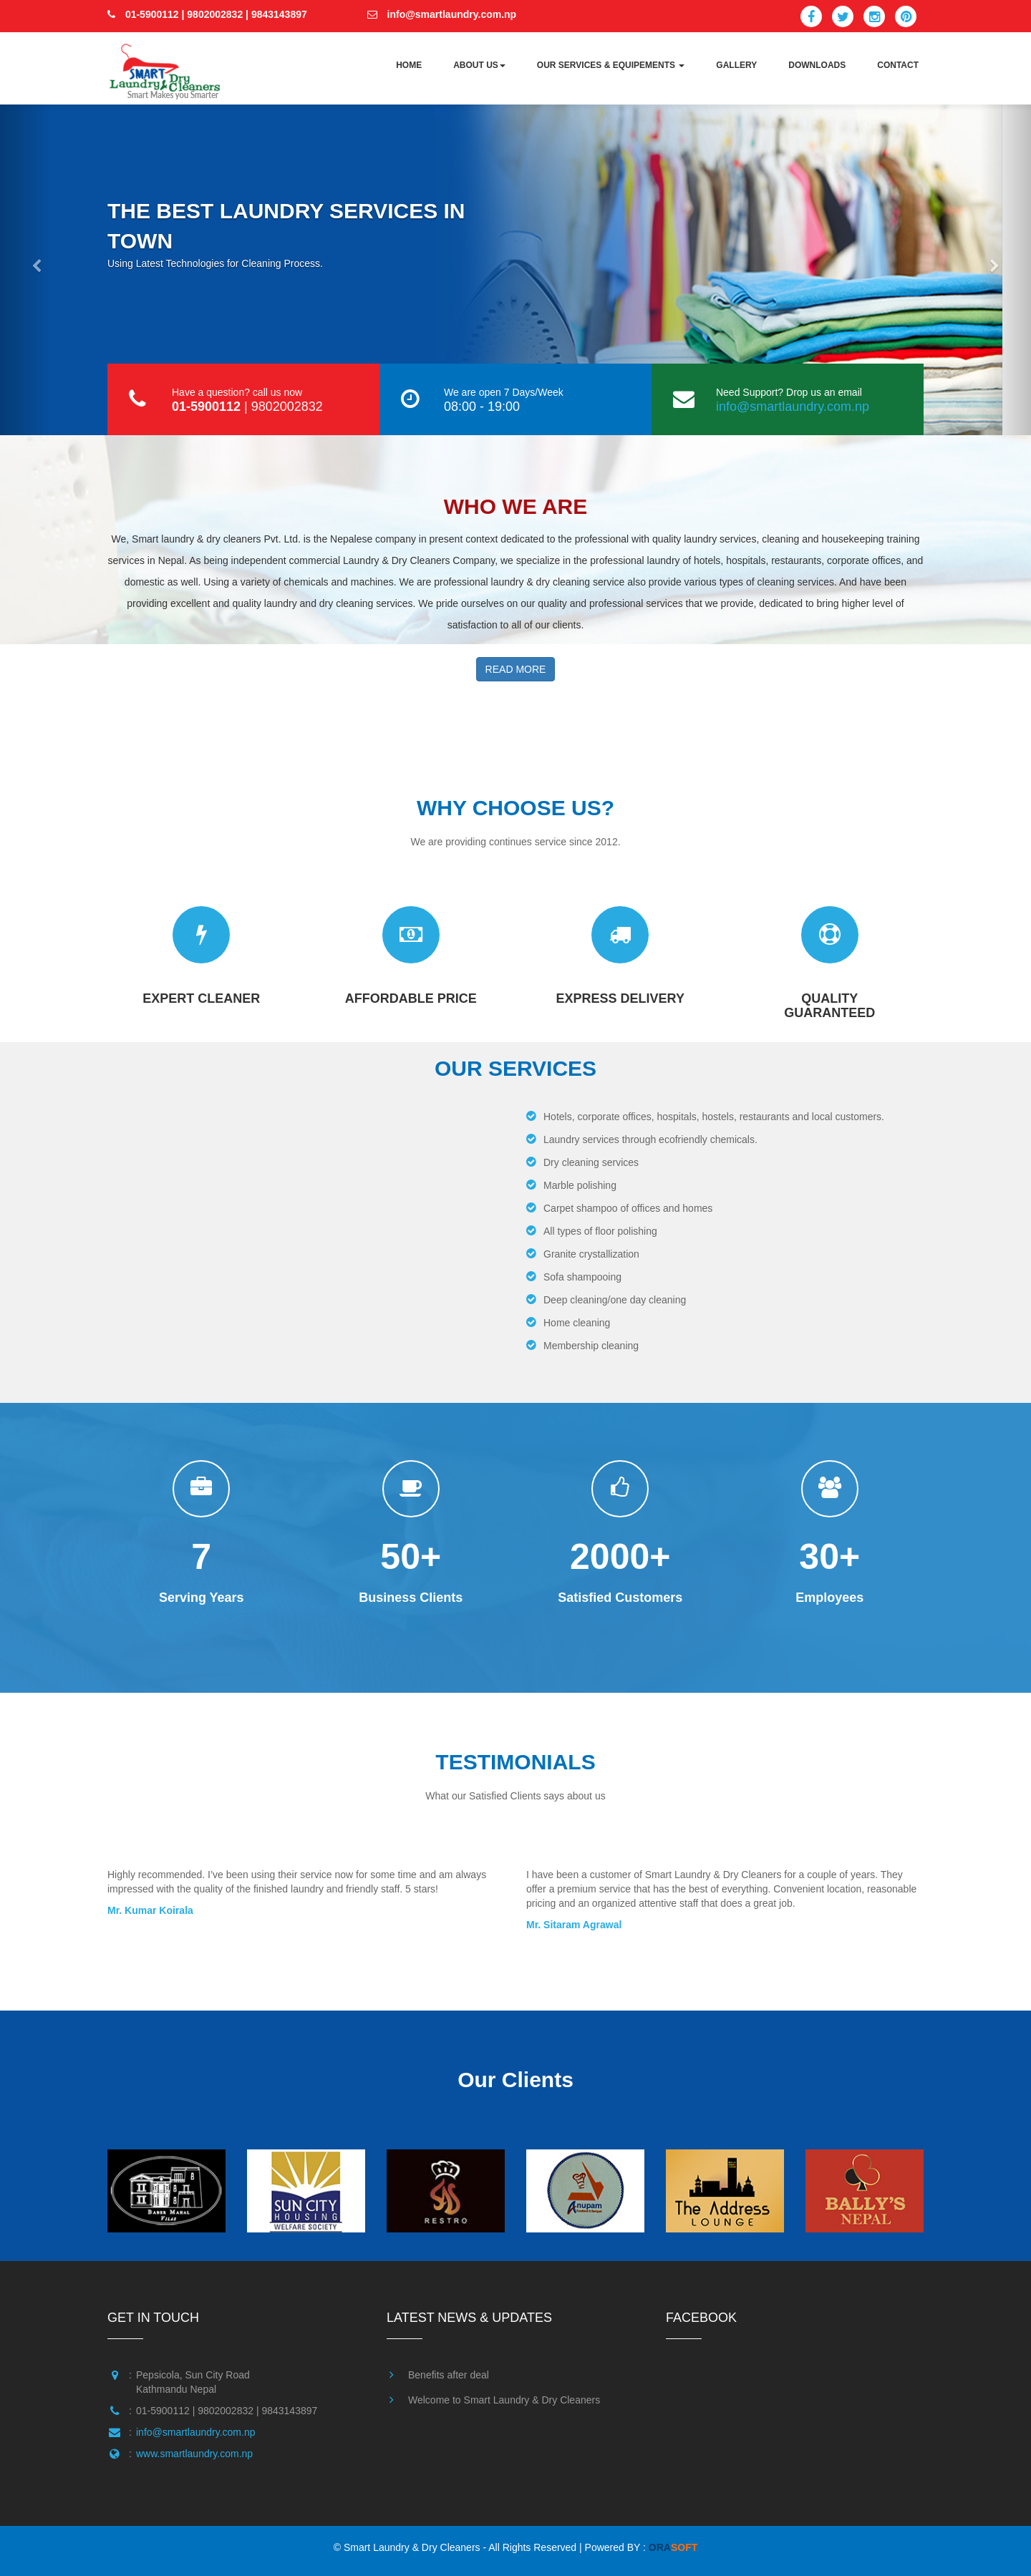 01-5900112 | 9802002832 | 9843143897
info@smartlaundry.com.np
SMART
Laundry & Dry Cleaners
Smart Makes you Smarter
HOME
ABOUT US
OUR SERVICES & EQUIPEMENTS
GALLERY
DOWNLOADS
CONTACT
THE BEST LAUNDRY SERVICES IN
TOWN
Using Latest Technologies for Cleaning Process.
Have a question? call us now
01-5900112 | 9802002832
We are open 7 Days/Week
08:00 - 19:00
Need Support? Drop us an email
info@smartlaundry.com.np
WHO WE ARE
We, Smart laundry & dry cleaners Pvt. Ltd. is the Nepalese company in present context dedicated to the professional with quality laundry services, cleaning and housekeeping training
services in Nepal. As being independent commercial Laundry & Dry Cleaners Company, we specialize in the professional laundry of hotels, hospitals, restaurants, corporate offices, and
domestic as well. Using a variety of chemicals and machines. We are professional laundry & dry cleaning service also provide various types of cleaning services. And have been
providing excellent and quality laundry and dry cleaning services. We pride ourselves on our quality and professional services that we provide, dedicated to bring higher level of
satisfaction to all of our clients.
READ MORE
WHY CHOOSE US?
We are providing continues service since 2012.
EXPERT CLEANER
AFFORDABLE PRICE
EXPRESS DELIVERY
QUALITY
GUARANTEED
OUR SERVICES
Hotels, corporate offices, hospitals, hostels, restaurants and local customers.
Laundry services through ecofriendly chemicals.
Dry cleaning services
Marble polishing
Carpet shampoo of offices and homes
All types of floor polishing
Granite crystallization
Sofa shampooing
Deep cleaning/one day cleaning
Home cleaning
Membership cleaning
7
Serving Years
50+
Business Clients
2000+
Satisfied Customers
30+
Employees
TESTIMONIALS
What our Satisfied Clients says about us
Highly recommended. I've been using their service now for some time and am always
impressed with the quality of the finished laundry and friendly staff. 5 stars!
Mr. Kumar Koirala
I have been a customer of Smart Laundry & Dry Cleaners for a couple of years. They
offer a premium service that has the best of everything. Convenient location, reasonable
pricing and an organized attentive staff that does a great job.
Mr. Sitaram Agrawal
Our Clients
BABER MAHAL
VILAS
SUN CITY
HOUSING
WELFARE SOCIETY
RESTRO
Anupam
The Address
LOUNGE
BALLY'S
NEPAL
GET IN TOUCH
: Pepsicola, Sun City Road
Kathmandu Nepal
: 01-5900112 | 9802002832 | 9843143897
: info@smartlaundry.com.np
: www.smartlaundry.com.np
LATEST NEWS & UPDATES
Benefits after deal
Welcome to Smart Laundry & Dry Cleaners
FACEBOOK
© Smart Laundry & Dry Cleaners - All Rights Reserved | Powered BY : ORASOFT